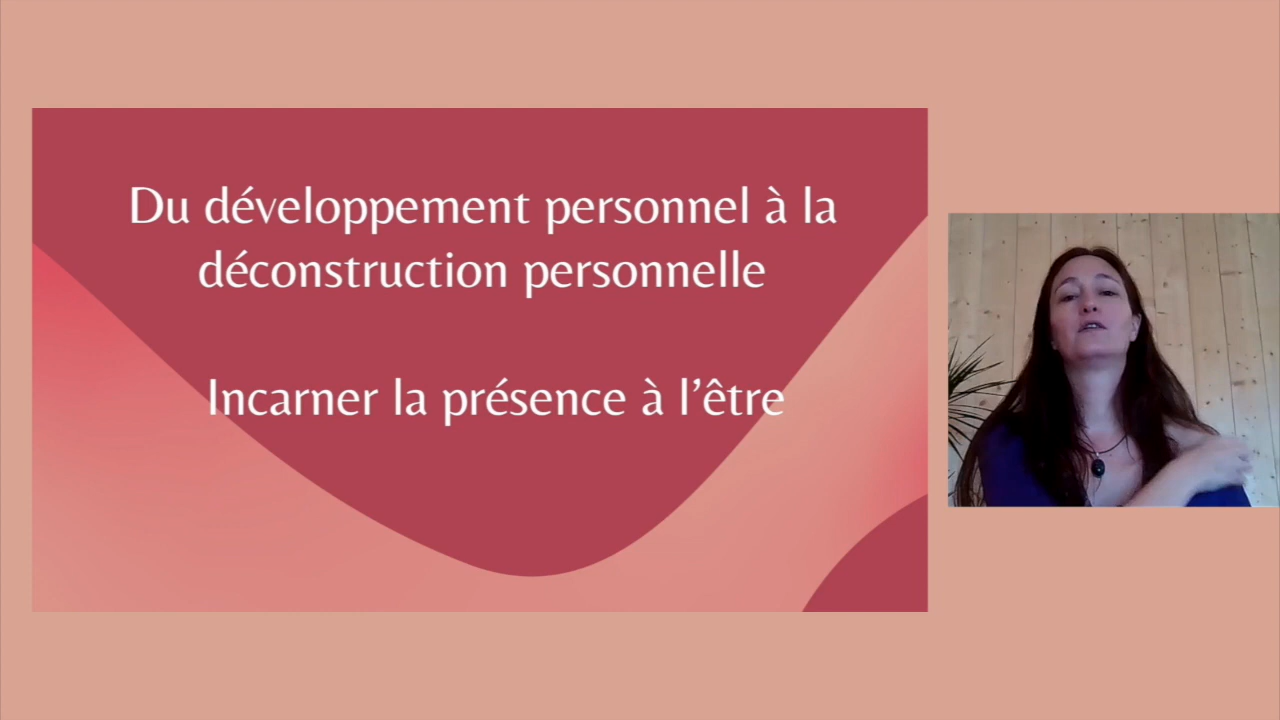 Du développement personnel à la
déconstruction personnelle
Incarner la présence à l’être